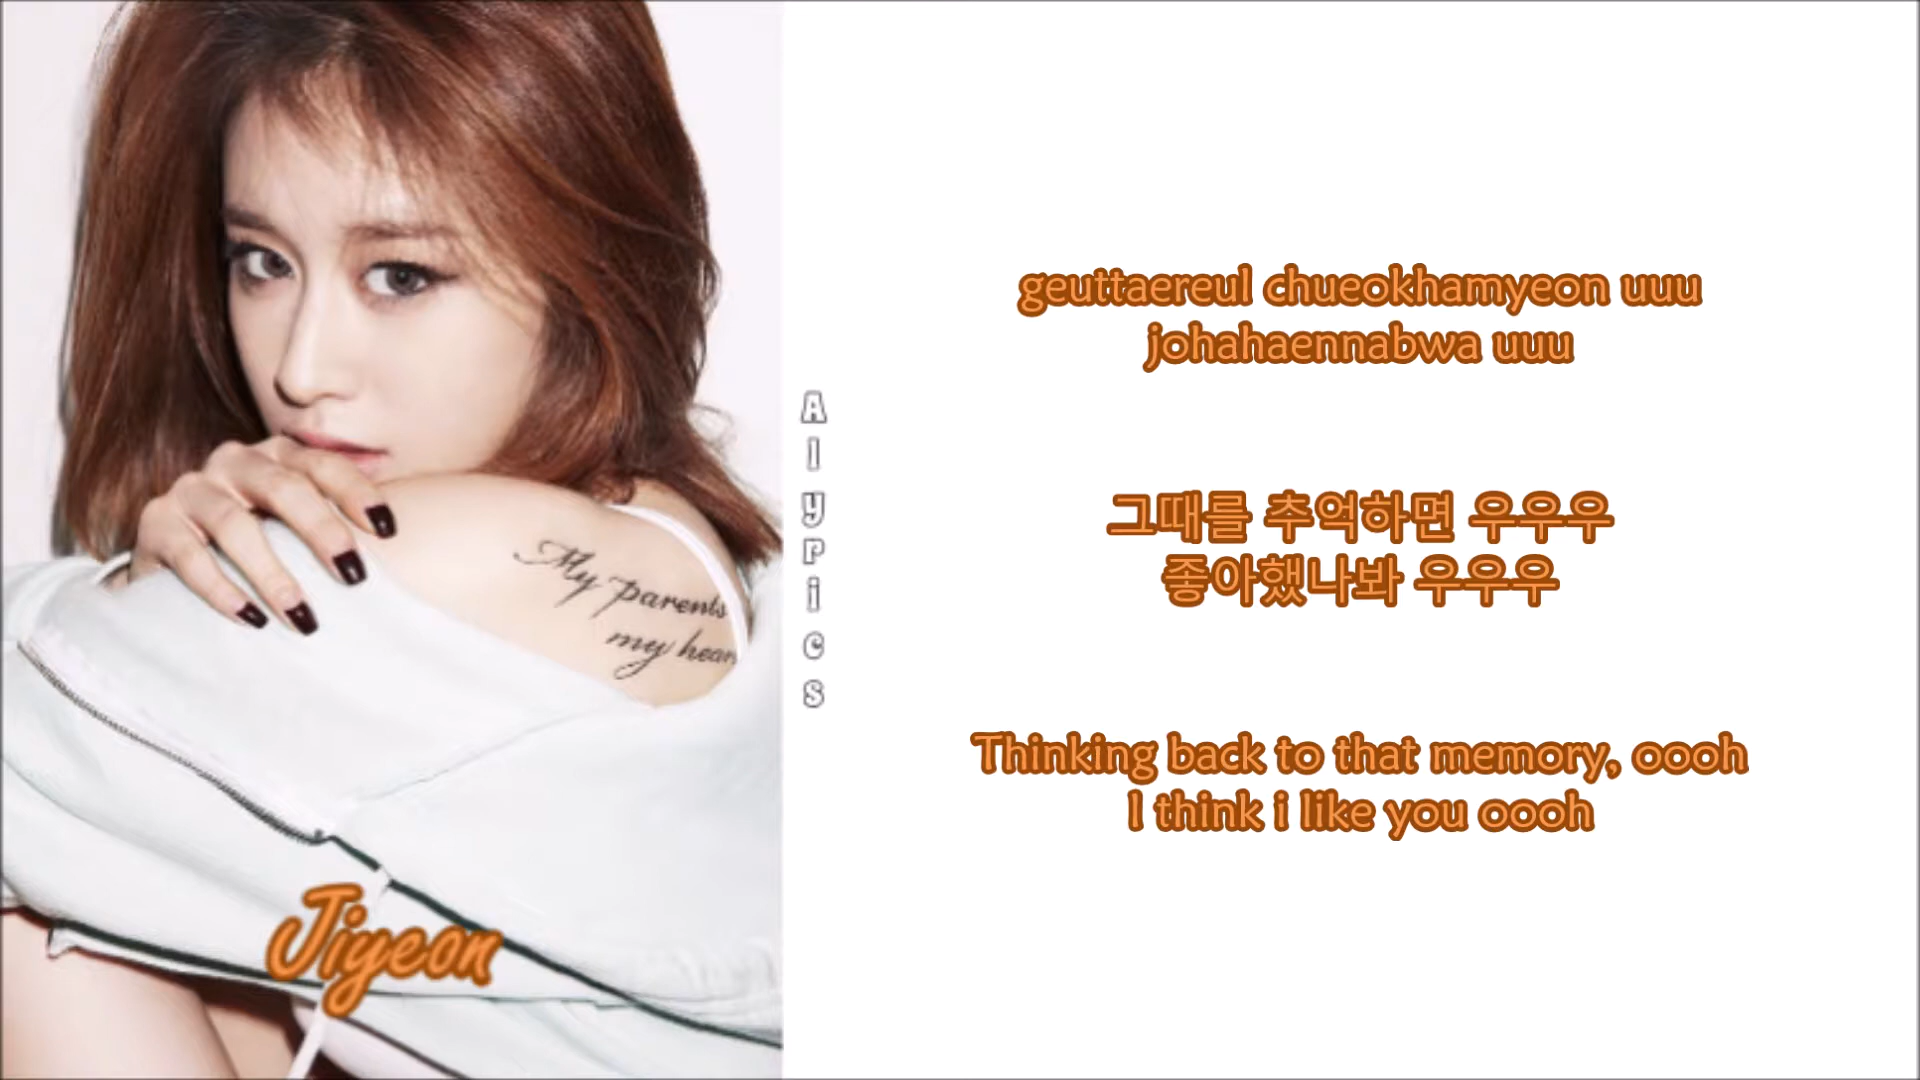 My parents
my hear
Jiyeon
Alyrics
geuttaereul chueokhamyeon uuu
johahaennabwa uuu
그때를 추억하면 우우우
좋아했나봐 우우우
Thinking back to that memory, oooh
I think i like you oooh